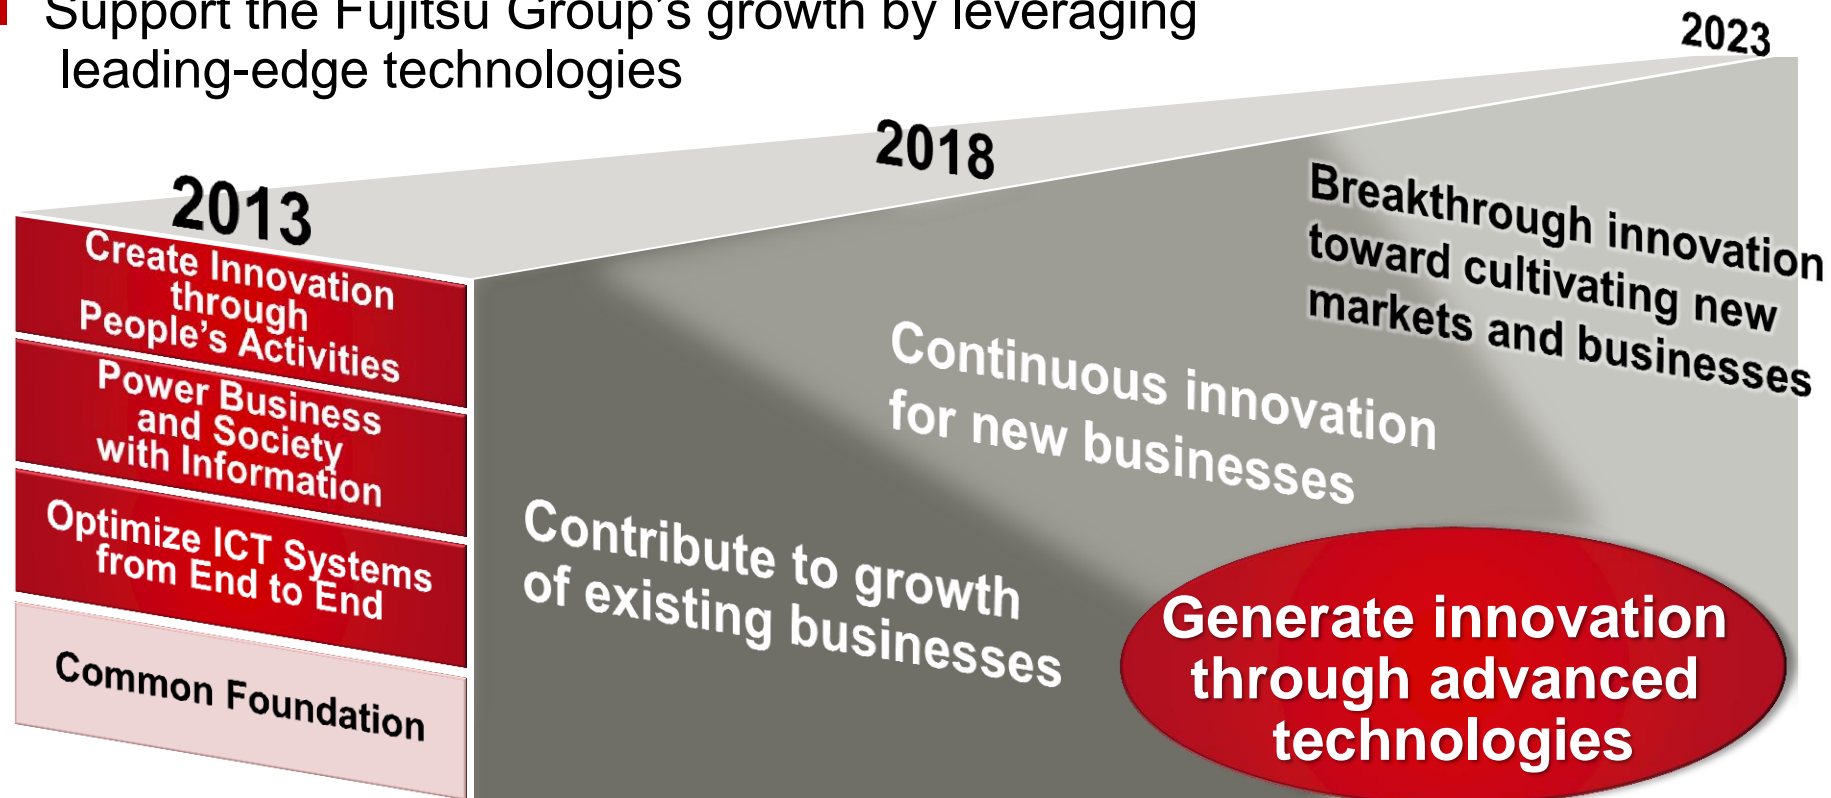 Support the Fujitsu Group's growth by leveraging
leading-edge technologies
2023
2018
2013
Create Innovation
through
People's Activities
Power Business
and Society
with Information
Optimize ICT Systems
from End to End
Common Foundation
Contribute to growth
of existing businesses
Continuous innovation
for new businesses
Breakthrough innovation
toward cultivating new
markets and businesses
Generate innovation
through advanced
technologies